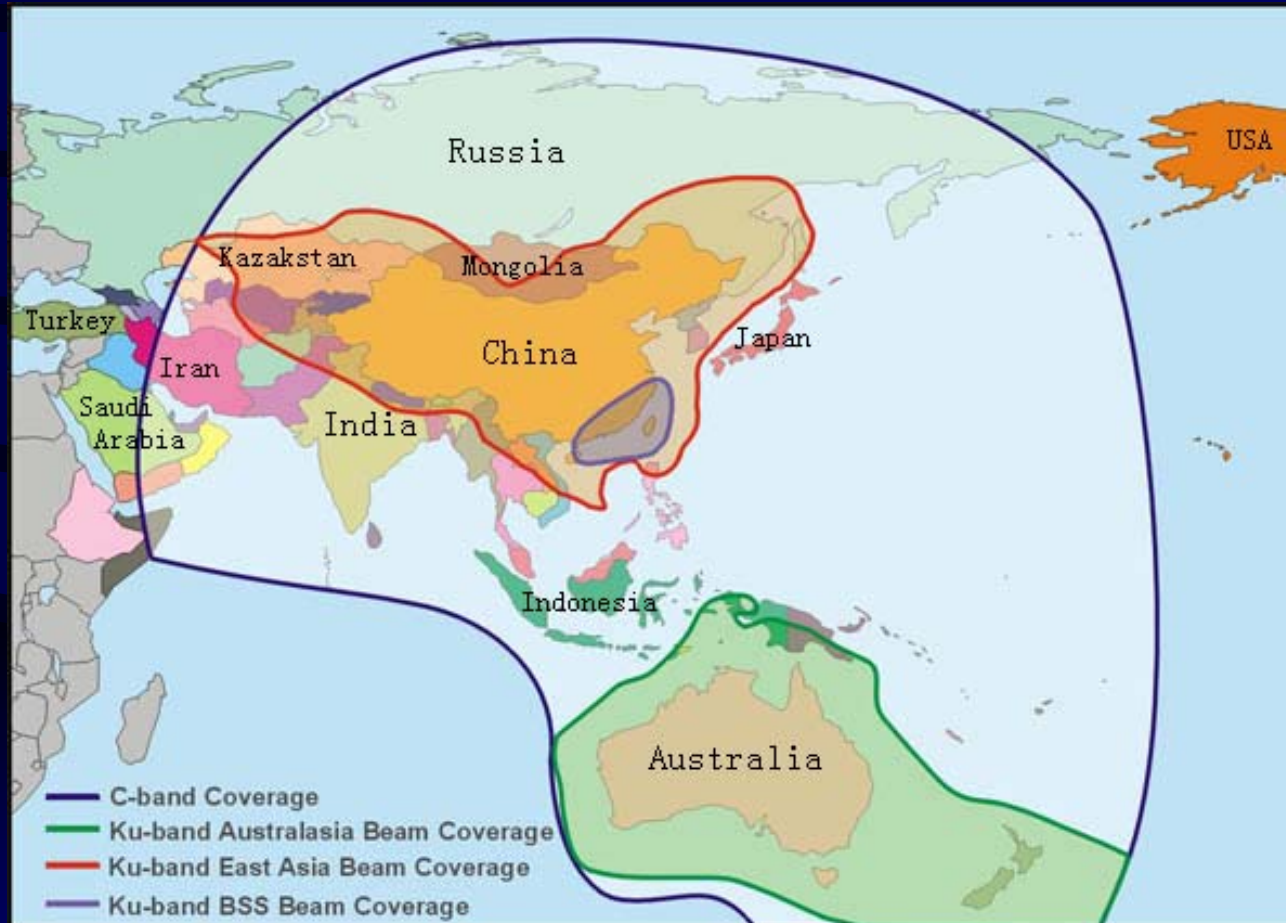 Russia
USA
Kazakstan
Mongolia
Turkey
China
Japan
Iran
Saudi
Arabia
India
Indonesia
Australia
C-band Coverage
Ku-band Australasia Beam Coverage
Ku-band East Asia Beam Coverage
Ku-band BSS Beam Coverage